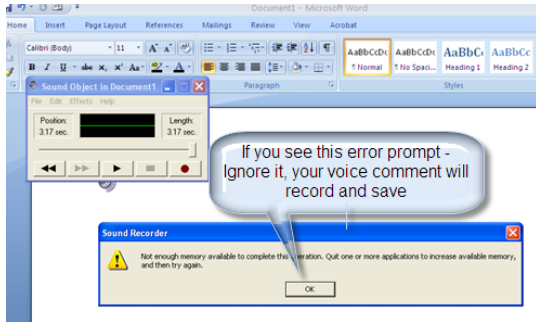 Document1 - Microsoft Word
Home Insert Page Layout References Mailings Review View Acrobat
Calibri (Body) 11 A A
B I U abc x, x² Aa A
AaBbCcDc AaBbCcDc AaBbC AaBbCc
¶ Normal ¶ No Spaci... Heading 1 Heading 2
Paragraph Styles
Sound Object in Document1
File Edit Effects Help
Position: Length:
3.17 sec. 3.17 sec.
If you see this error prompt -
Ignore it, your voice comment will
record and save
Sound Recorder
Not enough memory available to complete this operation. Quit one or more applications to increase available memory,
and then try again.
OK